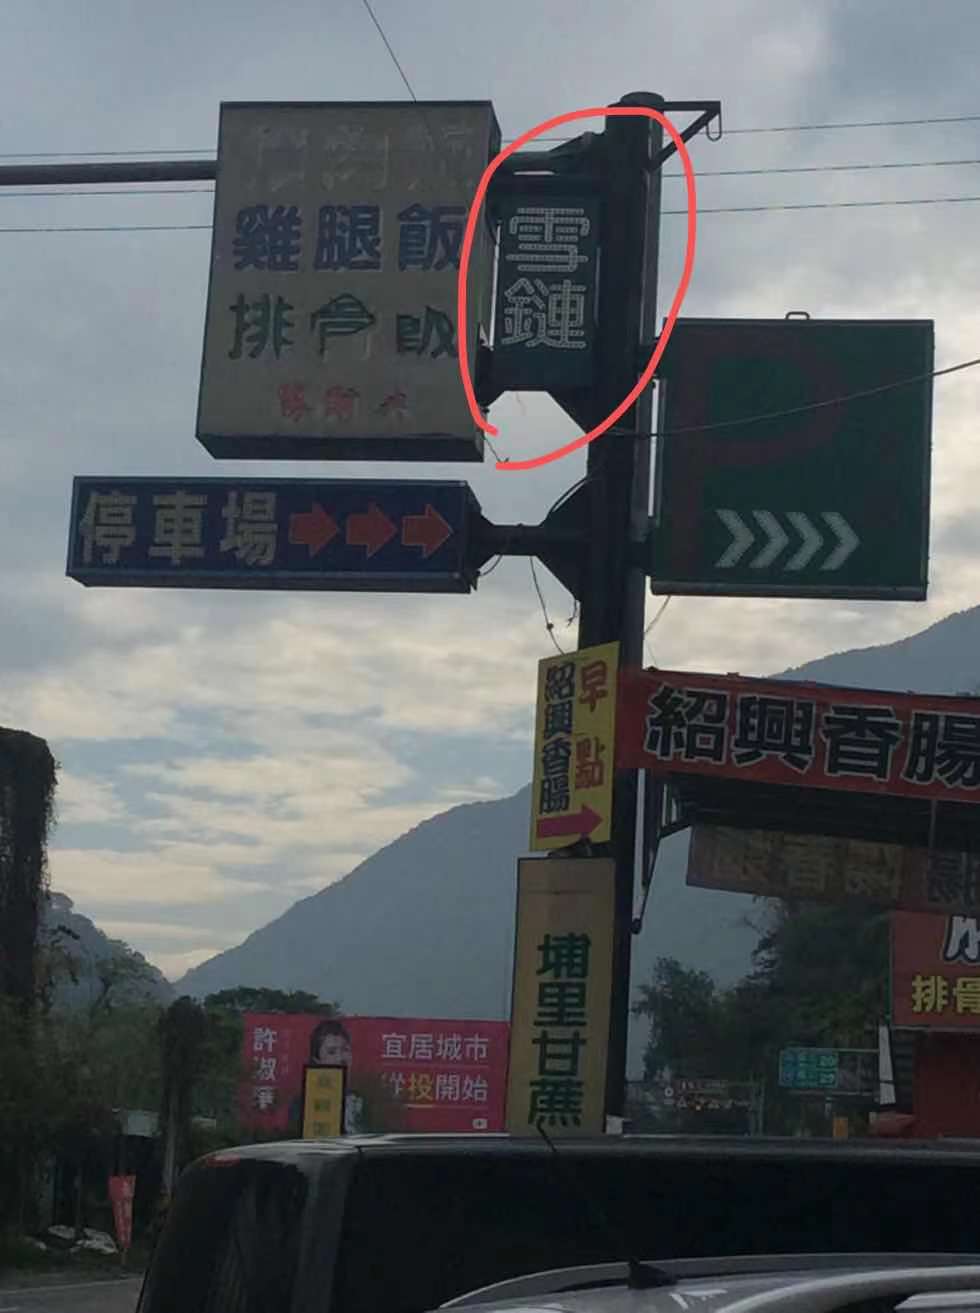 雞腿飯
排骨飯
雪鏈
停車場
P
早點
紹興香腸
紹興香腸
埔里甘蔗
排骨
許淑華
宜居城市
投開始